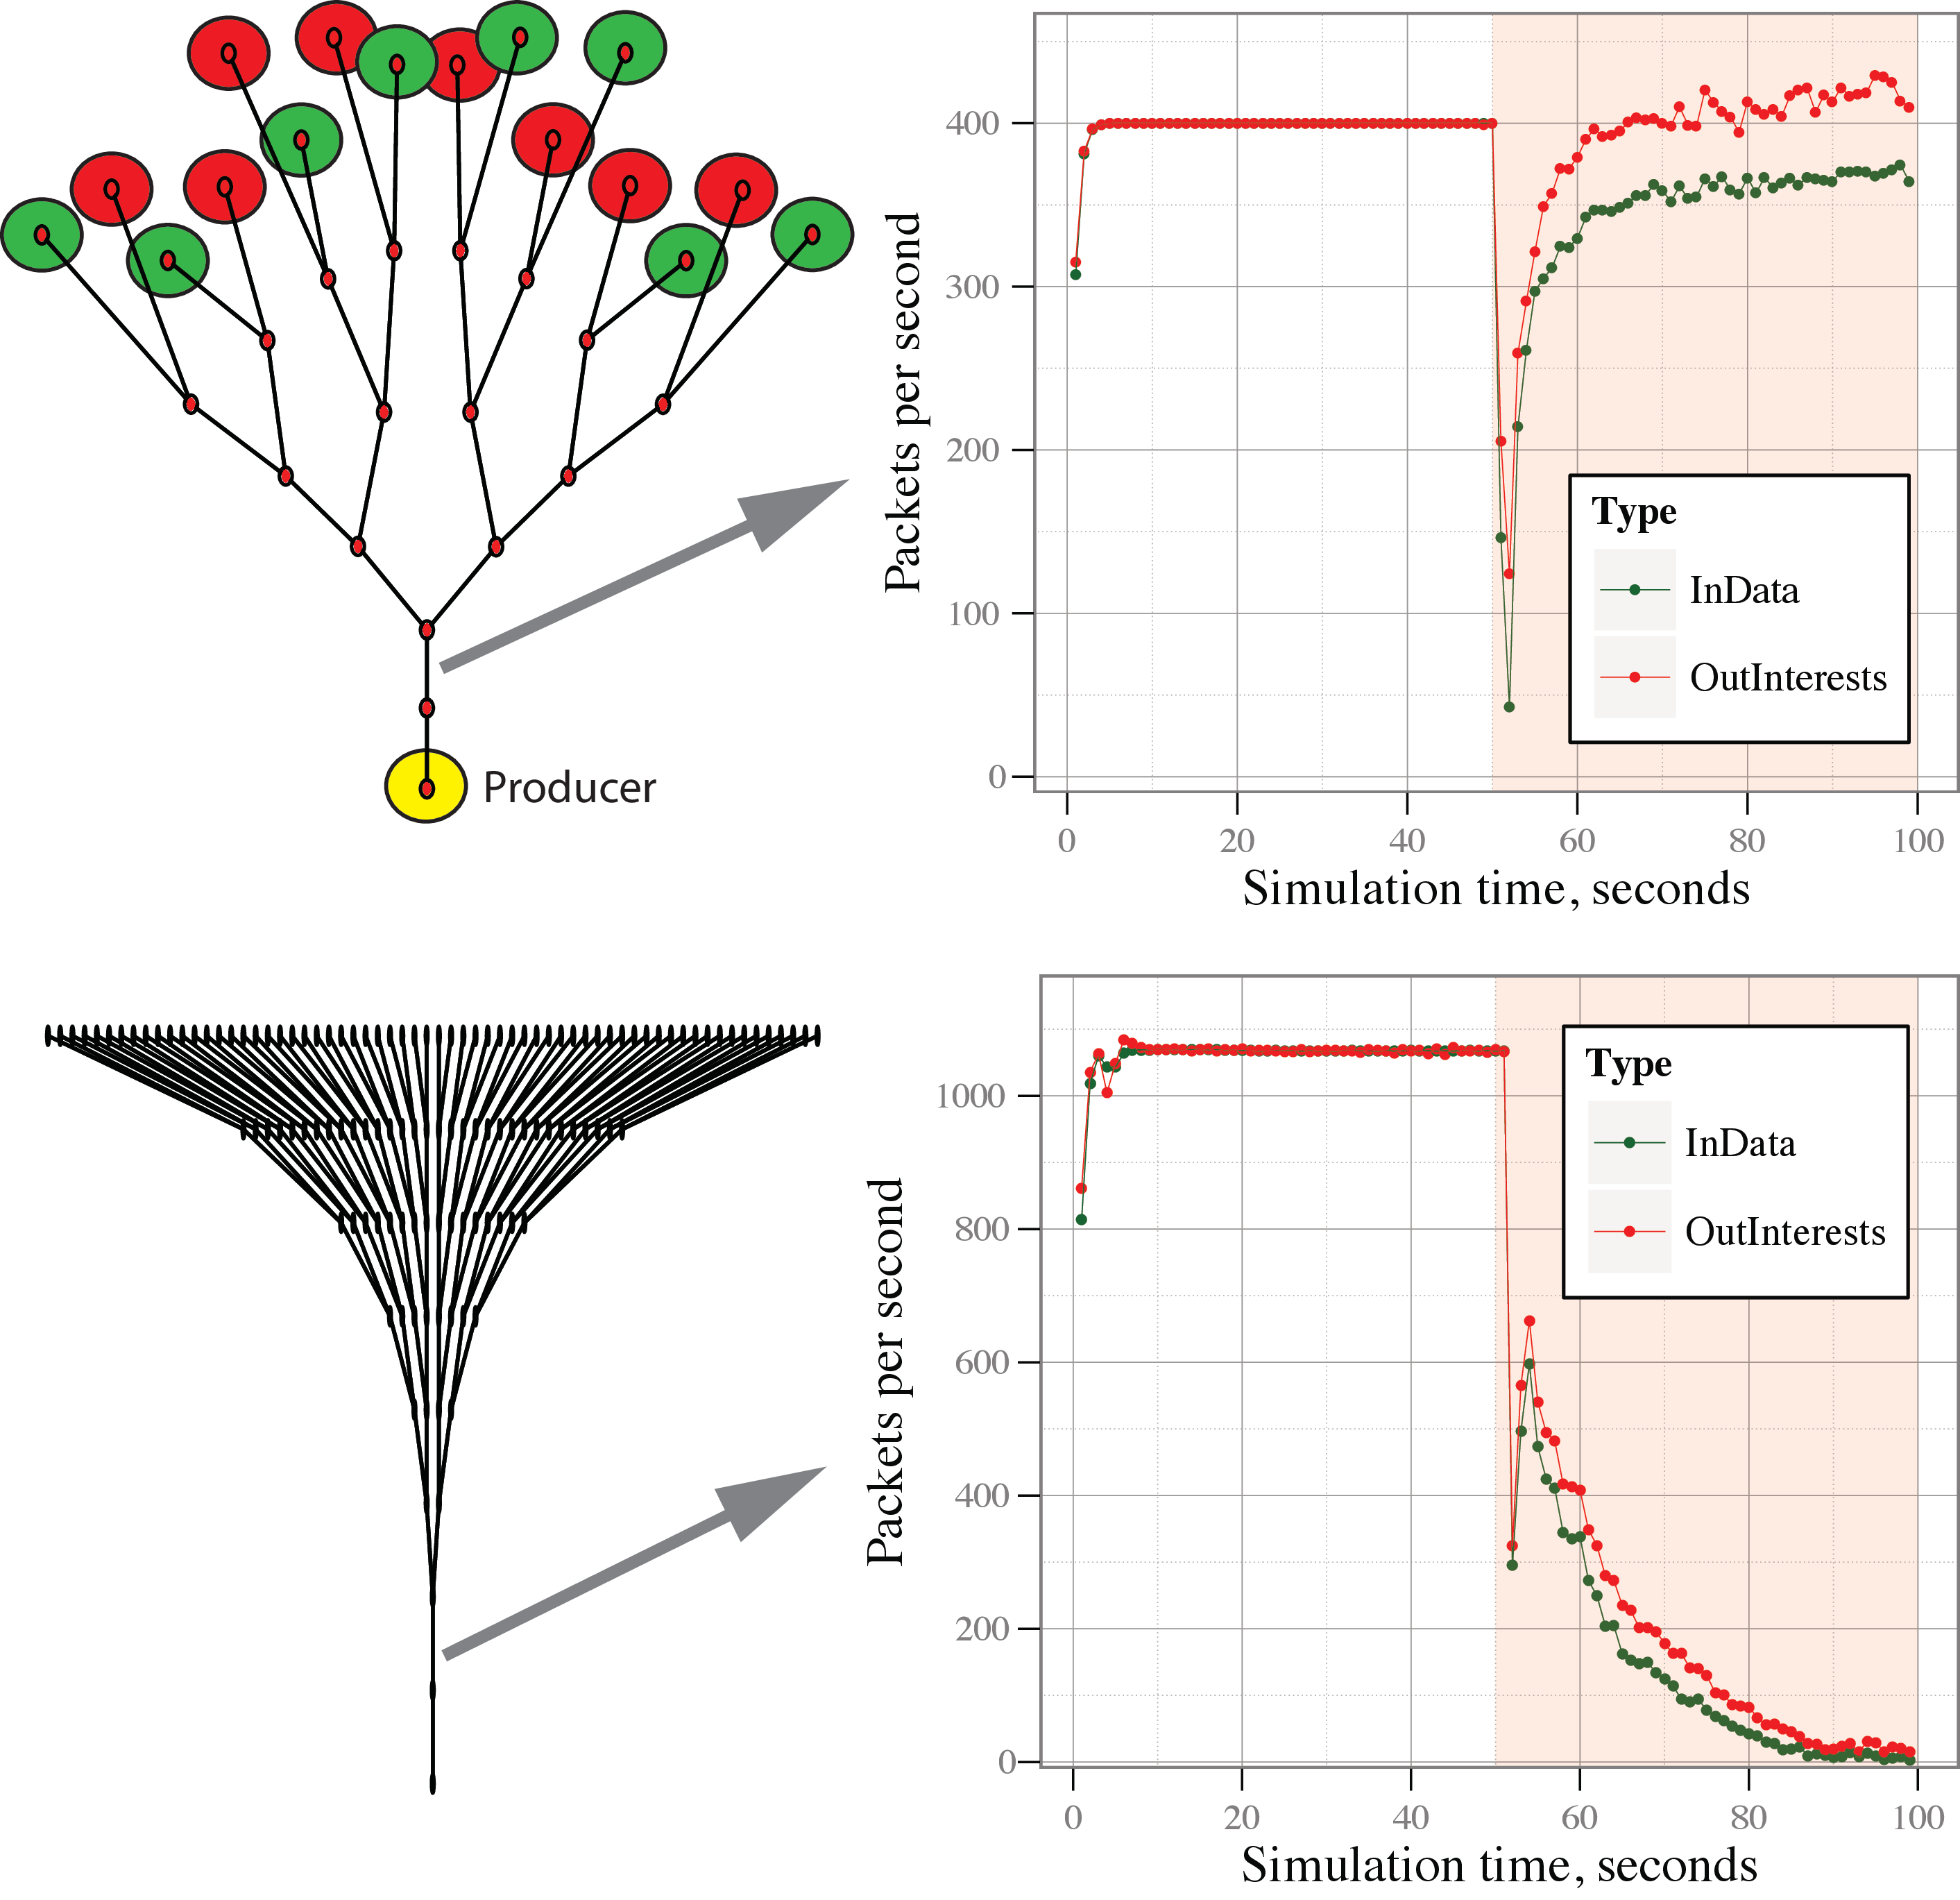 Producer
Packets per second
400
300
200
100
0
0 20 40 60 80 100
Simulation time, seconds
Type
InData
OutInterests
Packets per second
1000
800
600
400
200
0
0 20 40 60 80 100
Simulation time, seconds
Type
InData
OutInterests